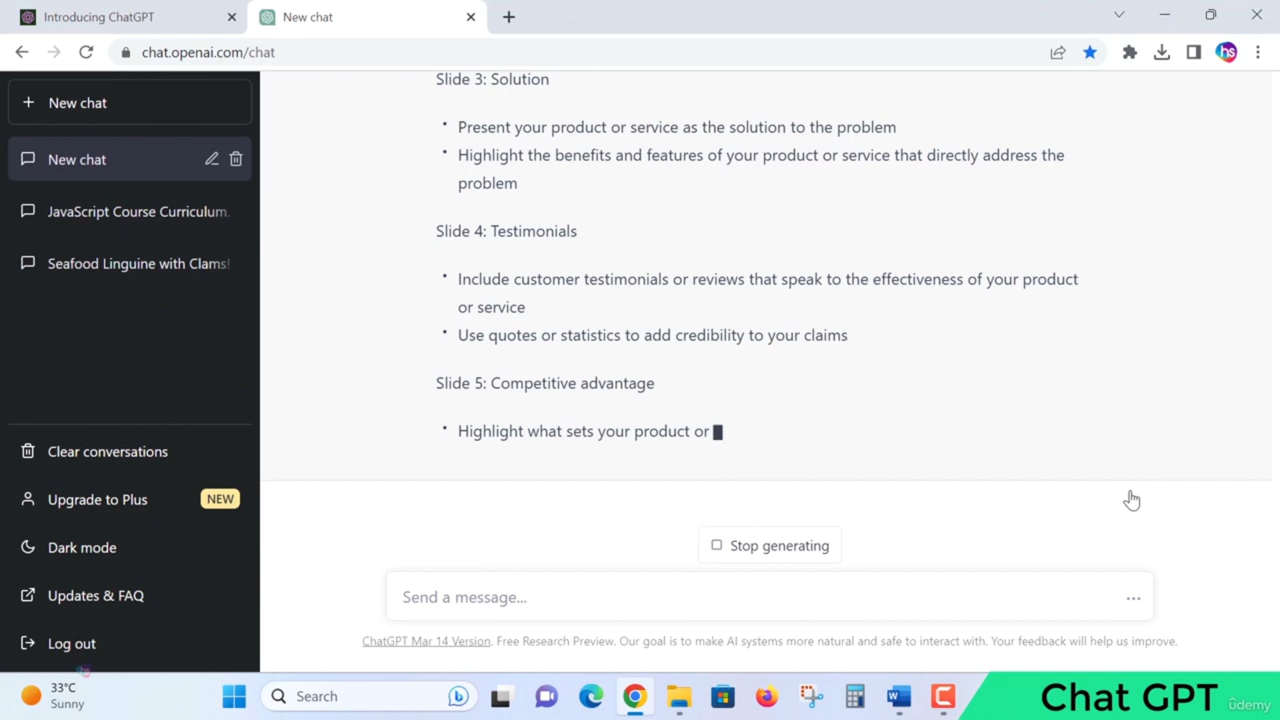 Introducing ChatGPT
New chat
chat.openai.com/chat
hs
New chat
New chat
JavaScript Course Curriculum.
Seafood Linguine with Clams!
Clear conversations
Upgrade to Plus NEW
Dark mode
Updates & FAQ
Log out
Slide 3: Solution
• Present your product or service as the solution to the problem
• Highlight the benefits and features of your product or service that directly address the
problem
Slide 4: Testimonials
• Include customer testimonials or reviews that speak to the effectiveness of your product
or service
• Use quotes or statistics to add credibility to your claims
Slide 5: Competitive advantage
• Highlight what sets your product or
Stop generating
Send a message...
ChatGPT Mar 14 Version. Free Research Preview. Our goal is to make AI systems more natural and safe to interact with. Your feedback will help us improve.
hs
33°C
Sunny
Search
Chat GPT
ûdemy